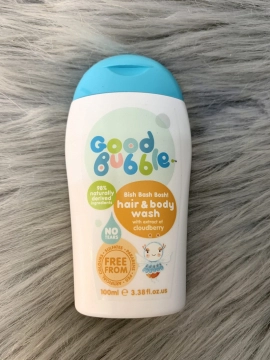 Good
Bubble
98%
naturally
derived
ingredients
Bish Bash Bosh!
hair & body
wash
with extract of
cloudberry
NO
TEARS
FREE
FROM
100ml e 3.38fl.oz.us